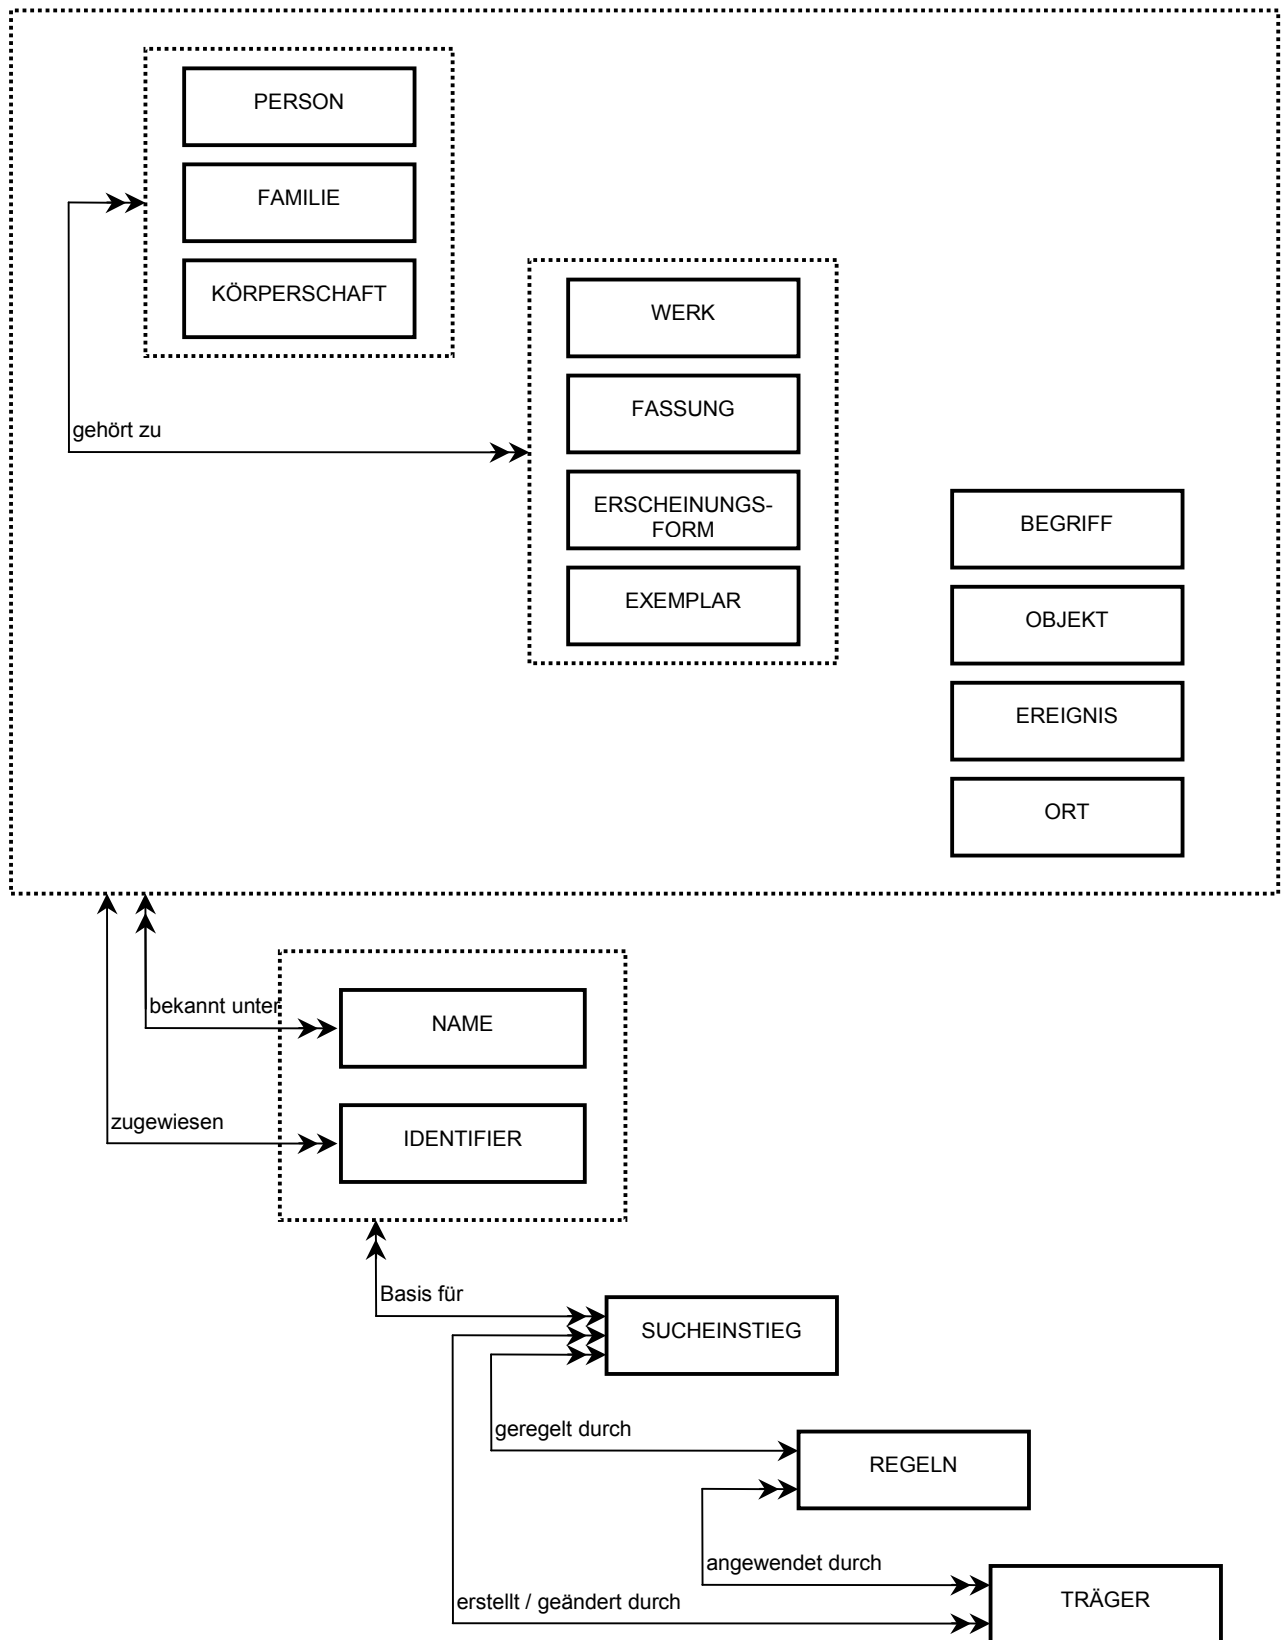 PERSON
FAMILIE
KÖRPERSCHAFT
gehört zu
WERK
FASSUNG
ERSCHEINUNGS-
FORM
EXEMPLAR
BEGRIFF
OBJEKT
EREIGNIS
ORT
bekannt unter
NAME
zugewiesen
IDENTIFIER
Basis für
SUCHEINSTIEG
geregelt durch
REGELN
angewendet durch
erstellt / geändert durch
TRÄGER